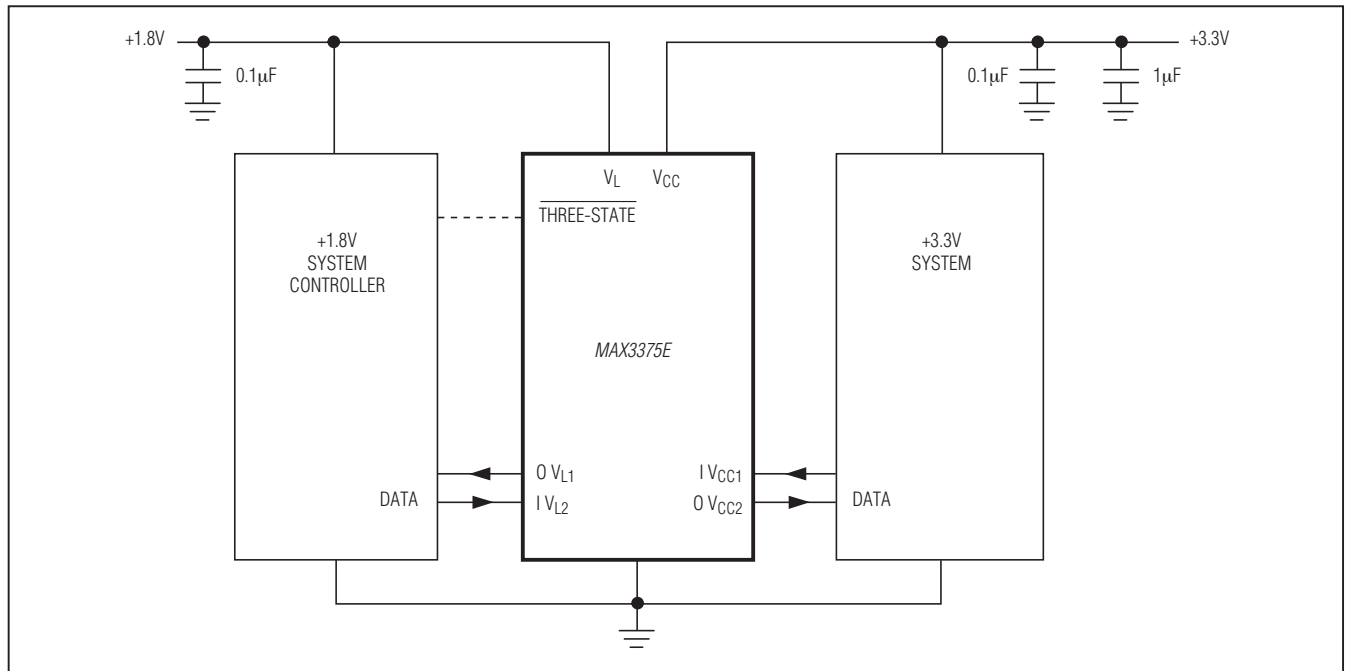 +1.8V
+3.3V
0.1µF
0.1µF
1µF
VL
VCC
THREE-STATE
+1.8V
SYSTEM
CONTROLLER
+3.3V
SYSTEM
MAX3375E
O VL1
I VCC1
DATA
I VL2
O VCC2
DATA